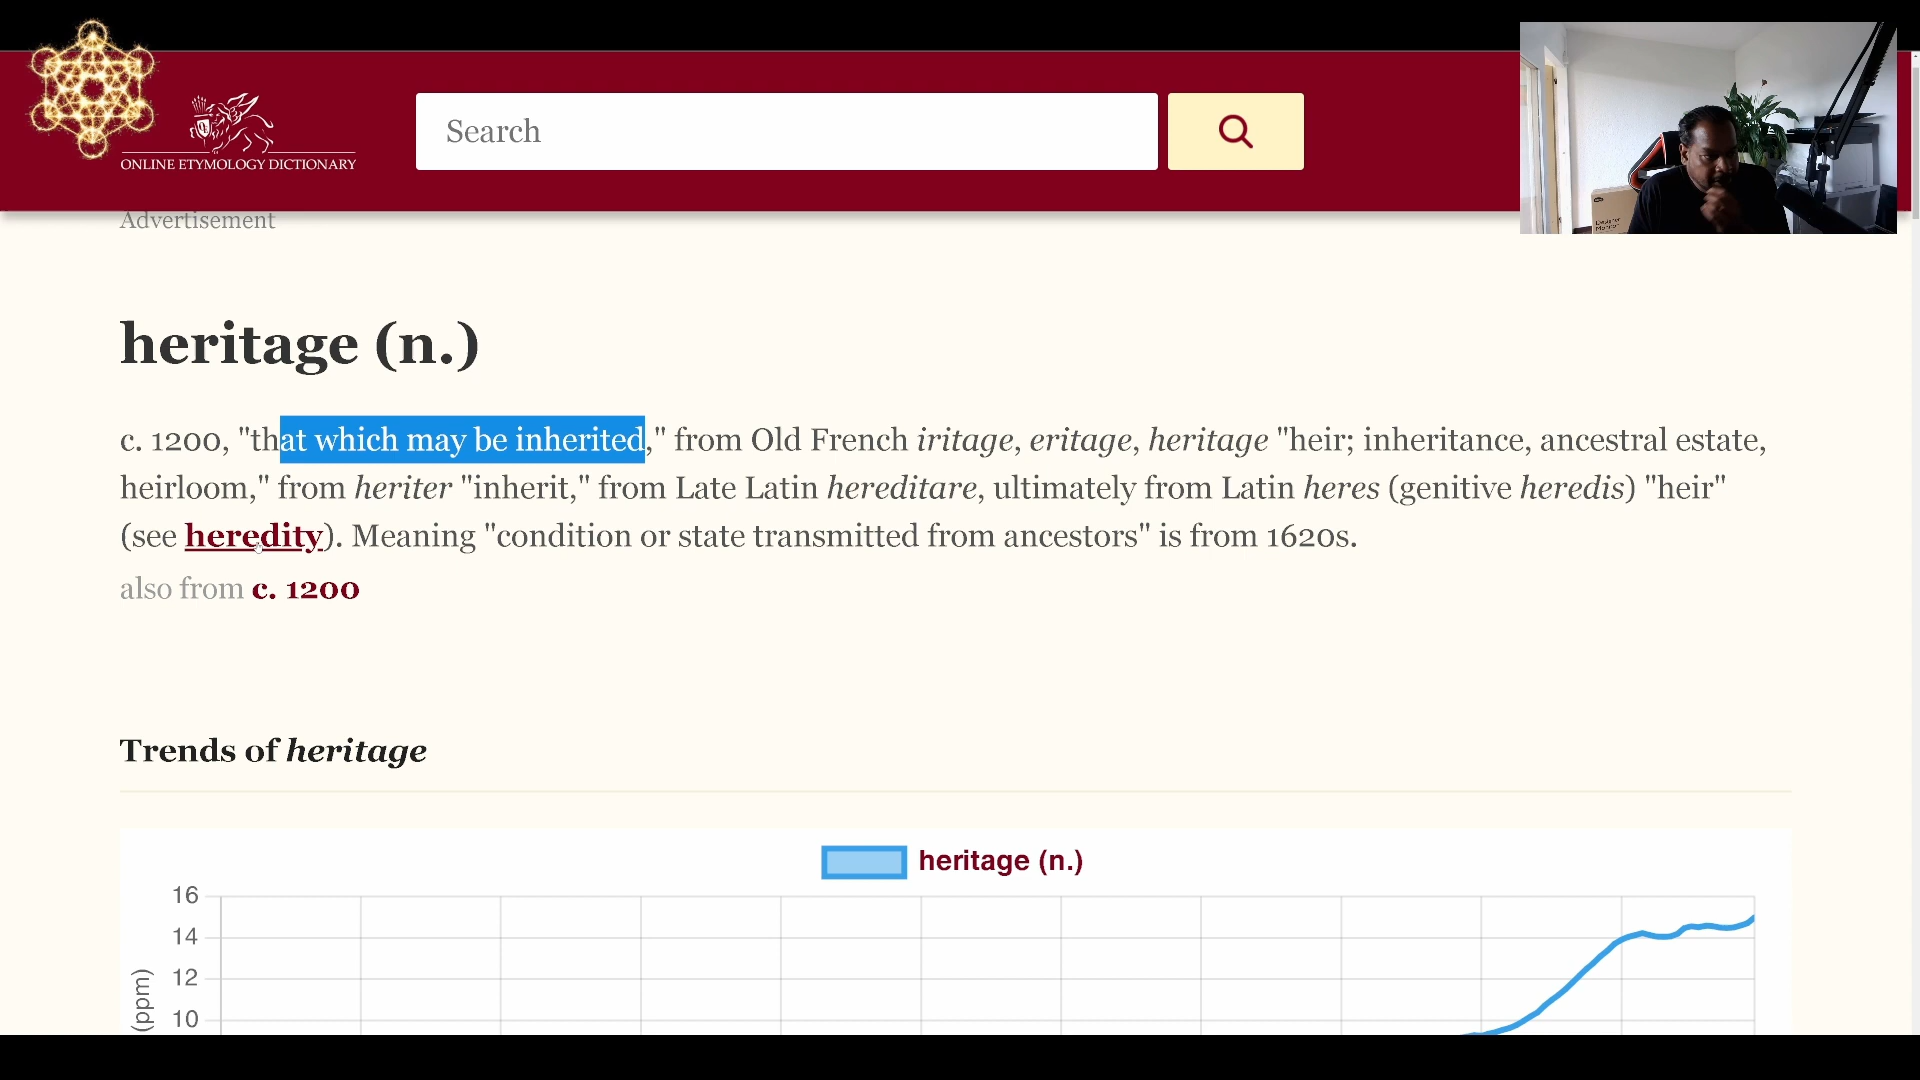 ONLINE ETYMOLOGY DICTIONARY
Search
Advertisement
heritage (n.)
c. 1200, "that which may be inherited," from Old French iritage, eritage, heritage "heir; inheritance, ancestral estate,
heirloom," from heriter "inherit," from Late Latin hereditare, ultimately from Latin heres (genitive heredis) "heir"
(see heredity). Meaning "condition or state transmitted from ancestors" is from 1620s.
also from c. 1200
Trends of heritage
heritage (n.)
16
14
12
10
(ppm)